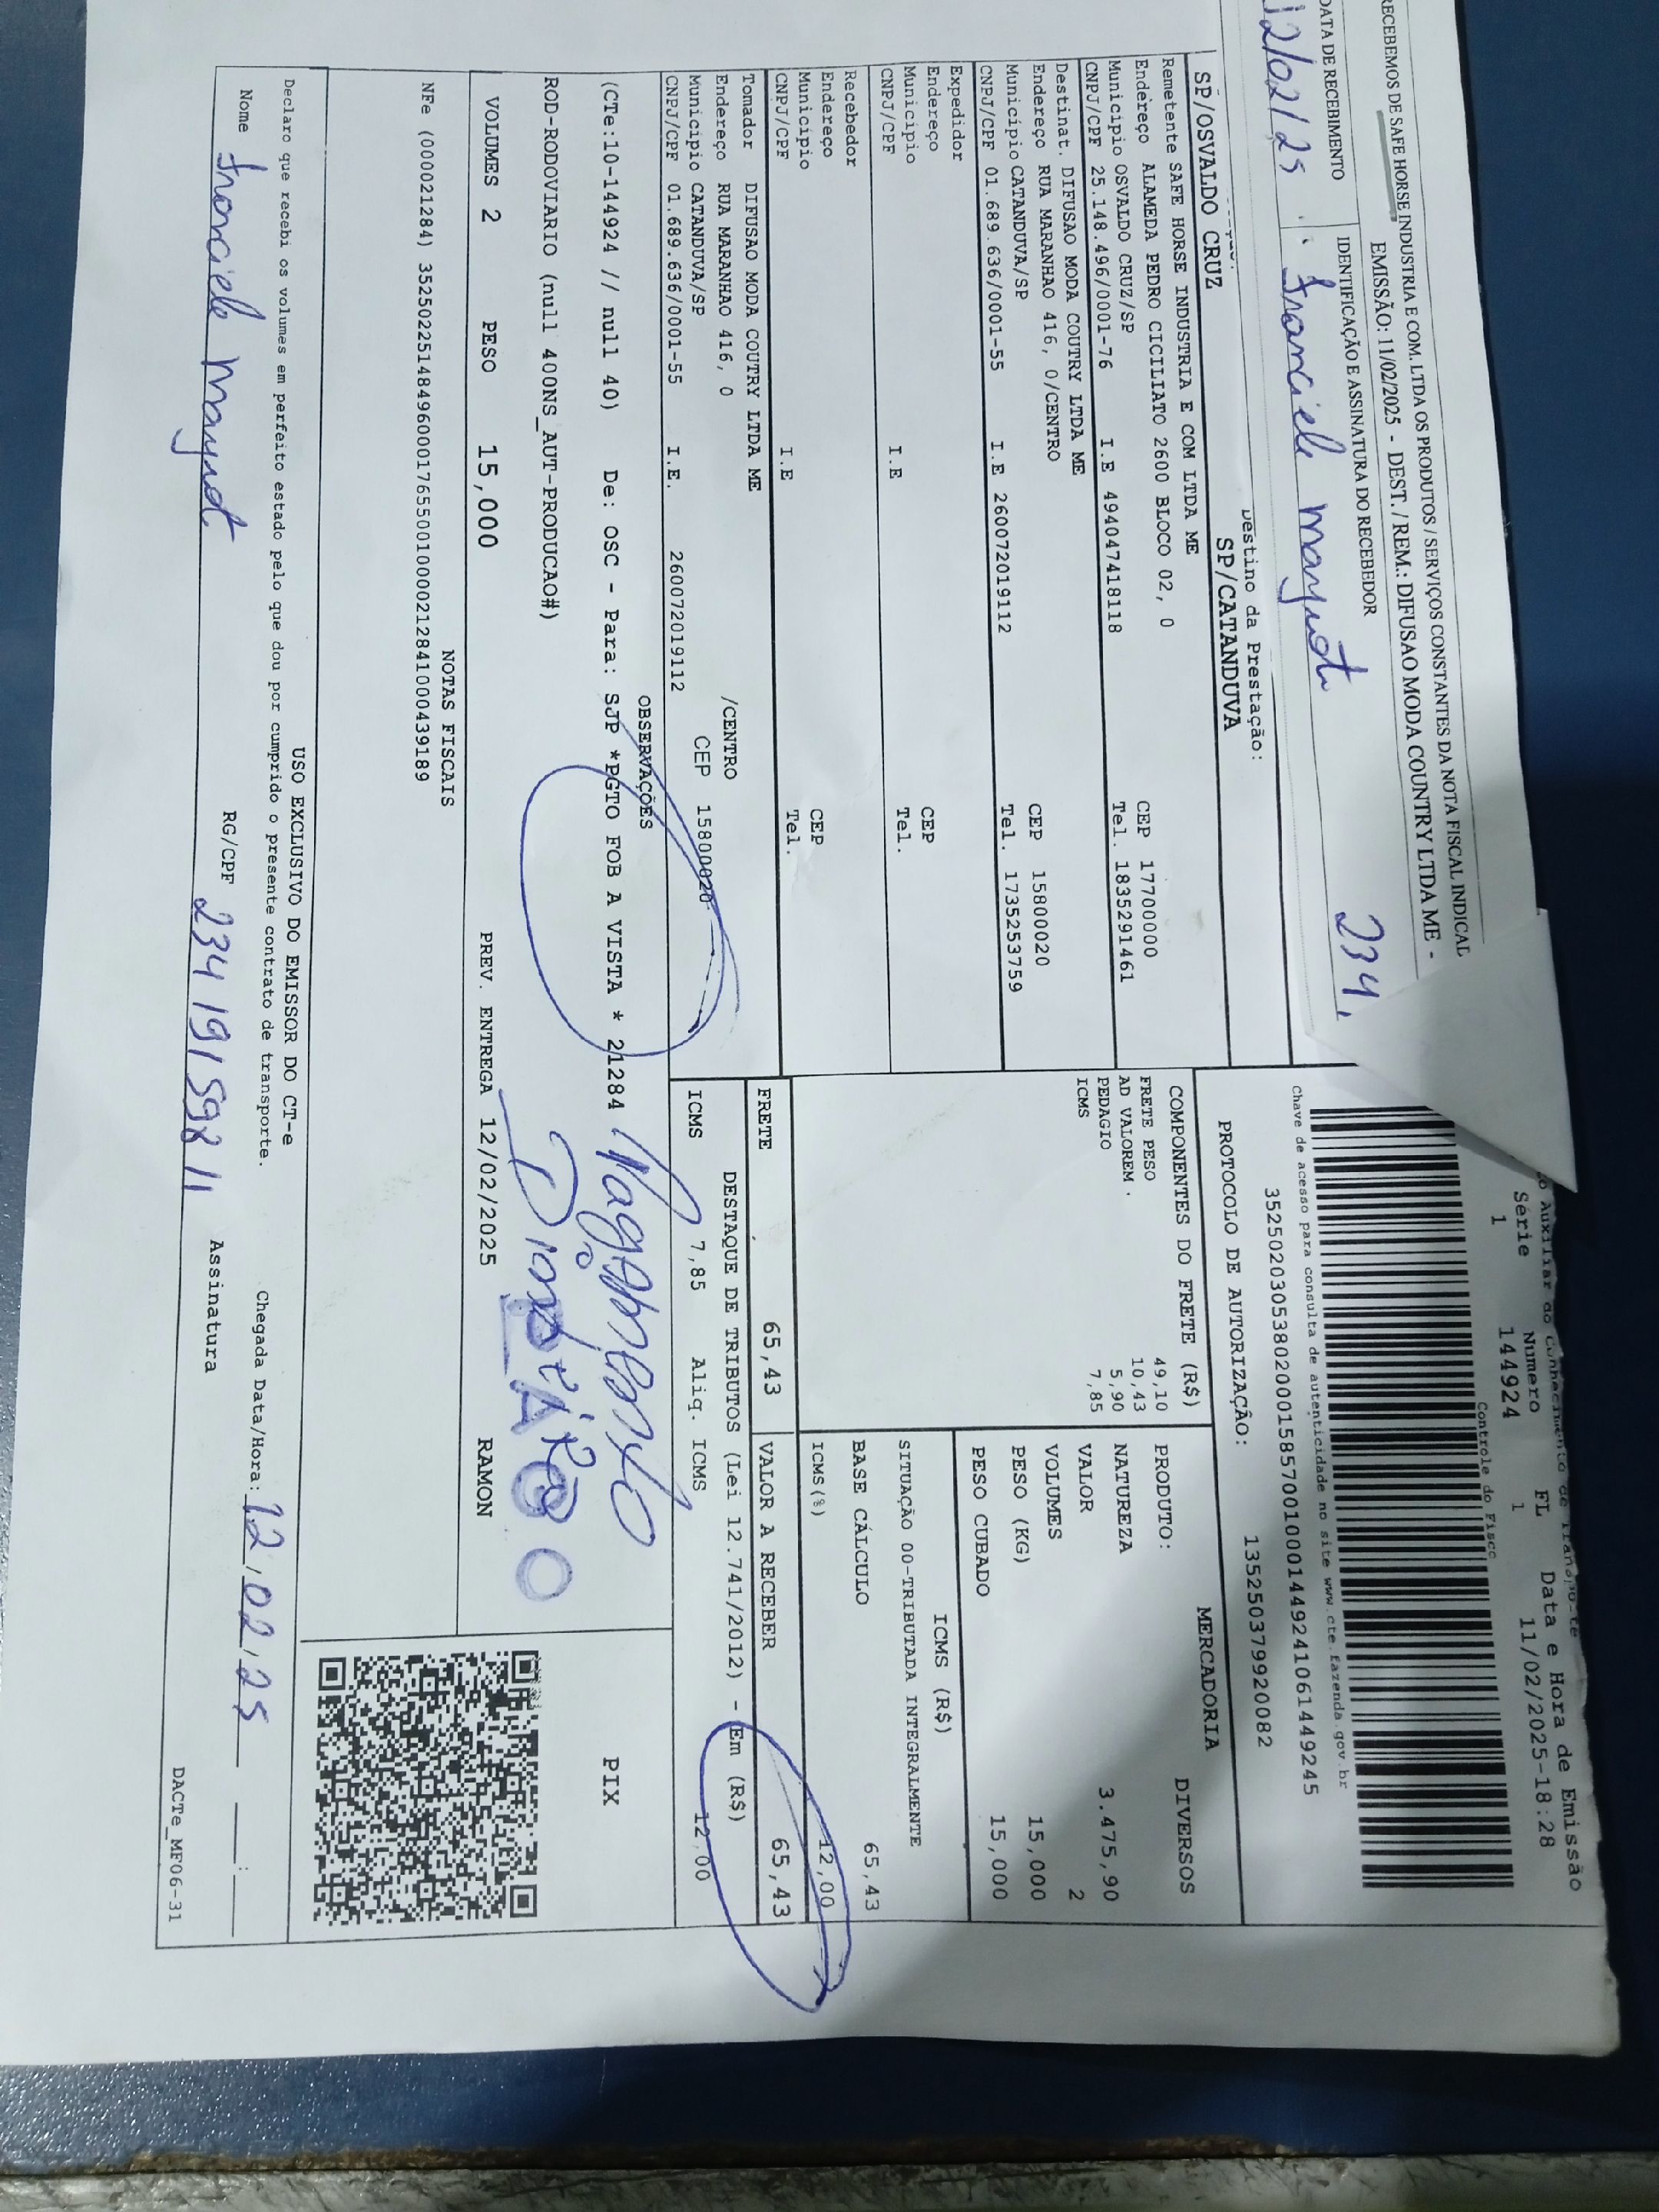 RECEBEMOS DE SAFE HORSE INDUSTRIA E COM. LTDA OS PRODUTOS / SERVIÇOS CONSTANTES DA NOTA FISCAL INDICAL
EMISSÃO: 11/02/2025 - DEST. / REM.: DIFUSAO MODA COUNTRY LTDA ME -
DATA DE RECEBIMENTO
IDENTIFICAÇÃO E ASSINATURA DO RECEBEDOR
12/02/25
234
Série
1
Número
144924
FL
1
Data e Hora de Emissão
11/02/2025-18:28
Controle do Fisco
Chave de acesso para consulta de autenticidade no site www.cte.fazenda.gov.br
35250203053802000158570010001449241061449245
PROTOCOLO DE AUTORIZAÇÃO: 135250379920082
Destino da Prestação:
SP/OSVALDO CRUZ
SP/CATANDUVA
Remetente SAFE HORSE INDUSTRIA E COM LTDA ME
Endereço ALAMEDA PEDRO CICILIATO 2600 BLOCO 02, 0
CEP 17700000
Município OSVALDO CRUZ/SP
Tel. 1835291461
CNPJ/CPF 25.148.496/0001-76 I.E 494047418118
Destinat. DIFUSAO MODA COUTRY LTDA ME
Endereço RUA MARANHAO 416, 0/CENTRO
CEP 15800020
Município CATANDUVA/SP
Tel. 1735253759
CNPJ/CPF 01.689.636/0001-55 I.E 260072019112
Expedidor
Endereço
CEP
Município
Tel.
CNPJ/CPF I.E
Recebedor
Endereço
CEP
Município
Tel.
CNPJ/CPF I.E
Tomador DIFUSAO MODA COUTRY LTDA ME
Endereço RUA MARANHAO 416, 0 /CENTRO
Município CATANDUVA/SP CEP 15800020
CNPJ/CPF 01.689.636/0001-55 I.E. 260072019112
COMPONENTES DO FRETE (R$)
FRETE PESO 49,10
AD VALOREM. 10,43
PEDAGIO 5,90
ICMS 7,85
MERCADORIA
PRODUTO: DIVERSOS
NATUREZA
VALOR 3.475,90
VOLUMES 2
PESO (KG) 15,000
PESO CUBADO 15,000
ICMS (R$)
SITUAÇÃO 00-TRIBUTADA INTEGRALMENTE
BASE CÁLCULO 65,43
ICMS(%) 12,00
FRETE 65,43
VALOR A RECEBER 65,43
DESTAQUE DE TRIBUTOS (Lei 12.741/2012) - Em (R$)
ICMS 7,85 Aliq. ICMS 12,00
OBSERVAÇÕES
(CTe:10-144924 // null 40) De: OSC - Para: SJP *PGTO FOB A VISTA * 21284
ROD-RODOVIARIO (null 400NS_AUT-PRODUCAO#)
PIX
VOLUMES 2 PESO 15,000 PREV. ENTREGA 12/02/2025 RAMON
NOTAS FISCAIS
NFe (000021284) 35250225148496000176550010000212841000439189
USO EXCLUSIVO DO EMISSOR DO CT-e
Declaro que recebi os volumes em perfeito estado pelo que dou por cumprido o presente contrato de transporte.
Chegada Data/Hora: 12/02/25 ___:___
Nome
RG/CPF 234 191 598 11
Assinatura
DACTe_MF06-31